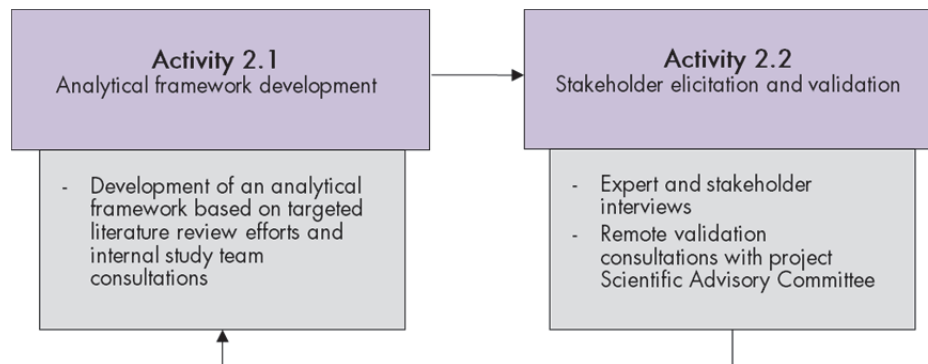 Activity 2.1
Analytical framework development
- Development of an analytical
framework based on targeted
literature review efforts and
internal study team
consultations
Activity 2.2
Stakeholder elicitation and validation
- Expert and stakeholder
interviews
- Remote validation
consultations with project
Scientific Advisory Committee